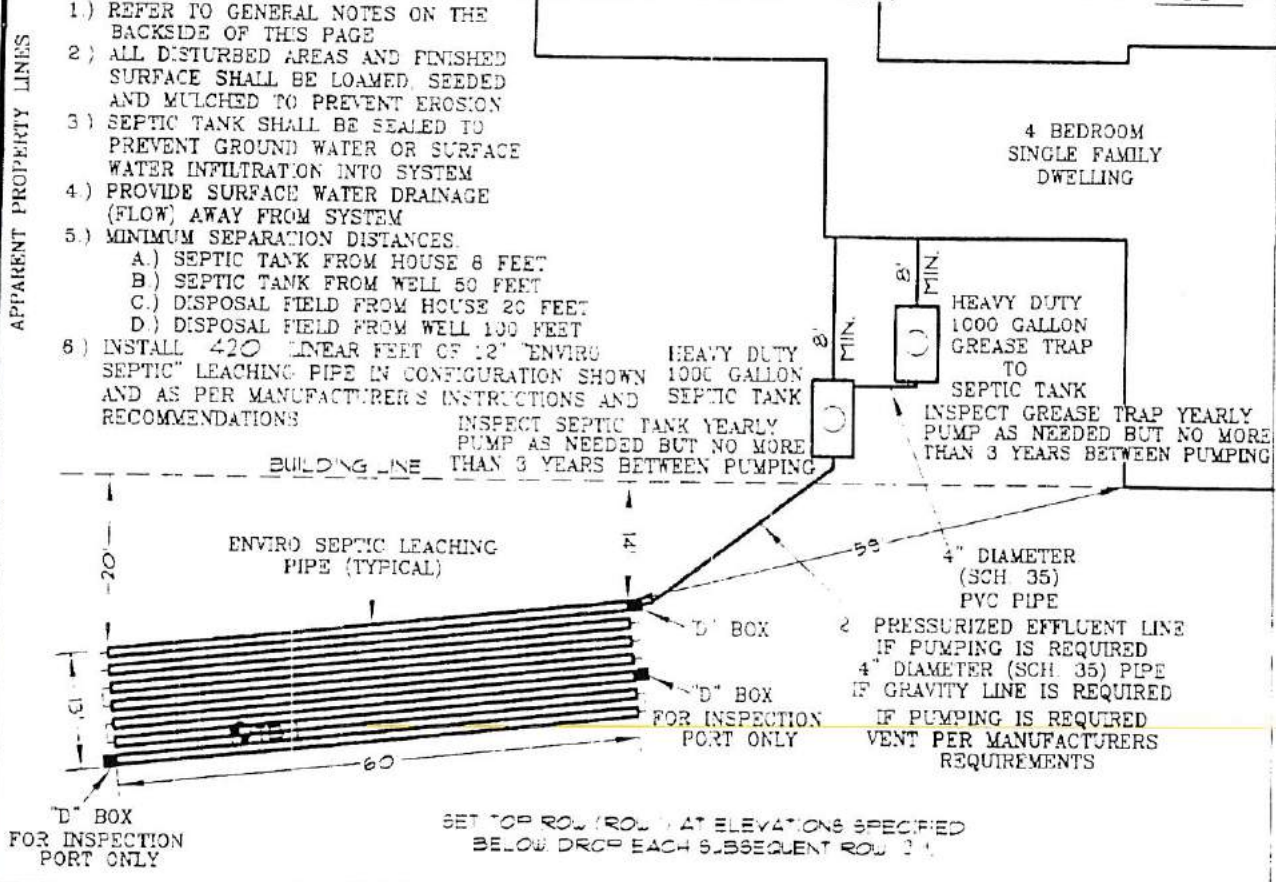 1.) REFER TO GENERAL NOTES ON THE
BACKSIDE OF THIS PAGE
2.) ALL DISTURBED AREAS AND FINISHED
SURFACE SHALL BE LOAMED, SEEDED
AND MULCHED TO PREVENT EROSION
3.) SEPTIC TANK SHALL BE SEALED TO
PREVENT GROUND WATER OR SURFACE
WATER INFILTRATION INTO SYSTEM
4.) PROVIDE SURFACE WATER DRAINAGE
(FLOW) AWAY FROM SYSTEM
5.) MINIMUM SEPARATION DISTANCES.
A.) SEPTIC TANK FROM HOUSE 8 FEET
B.) SEPTIC TANK FROM WELL 50 FEET
C.) DISPOSAL FIELD FROM HOUSE 20 FEET
D.) DISPOSAL FIELD FROM WELL 100 FEET
6.) INSTALL 420 LINEAR FEET OF 12" "ENVIRO
SEPTIC" LEACHING PIPE IN CONFIGURATION SHOWN
AND AS PER MANUFACTURER'S INSTRUCTIONS AND
RECOMMENDATIONS
APPARENT PROPERTY LINES
4 BEDROOM
SINGLE FAMILY
DWELLING
8'
MIN.
8'
MIN.
HEAVY DUTY
1000 GALLON
GREASE TRAP
TO
SEPTIC TANK
INSPECT GREASE TRAP YEARLY
PUMP AS NEEDED BUT NO MORE
THAN 3 YEARS BETWEEN PUMPING
HEAVY DUTY
1000 GALLON
SEPTIC TANK
INSPECT SEPTIC TANK YEARLY
PUMP AS NEEDED BUT NO MORE
THAN 3 YEARS BETWEEN PUMPING
BUILDING LINE
20'
14'
59
ENVIRO SEPTIC LEACHING
PIPE (TYPICAL)
4" DIAMETER
(SCH. 35)
PVC PIPE
"D" BOX
2" PRESSURIZED EFFLUENT LINE
IF PUMPING IS REQUIRED
4" DIAMETER (SCH. 35) PIPE
IF GRAVITY LINE IS REQUIRED
"D" BOX
FOR INSPECTION
PORT ONLY
IF PUMPING IS REQUIRED
VENT PER MANUFACTURERS
REQUIREMENTS
60
"D" BOX
FOR INSPECTION
PORT ONLY
SET TOP ROW (ROW ) AT ELEVATIONS SPECIFIED
BELOW. DROP EACH SUBSEQUENT ROW